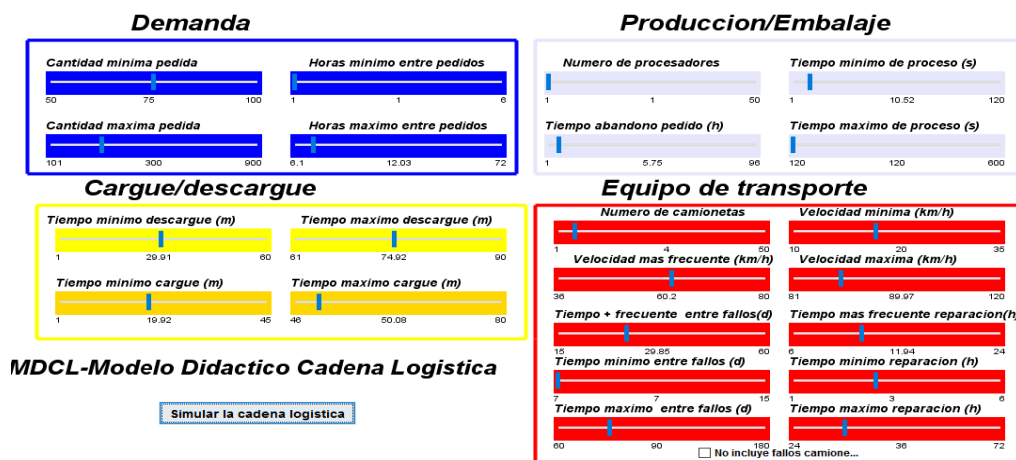 Demanda
Cantidad minima pedida
50 75 100
Horas minimo entre pedidos
1 1 6
Cantidad maxima pedida
101 300 900
Horas maximo entre pedidos
6.1 12.03 72
Produccion/Embalaje
Numero de procesadores
1 1 50
Tiempo minimo de proceso (s)
1 10.52 120
Tiempo abandono pedido (h)
1 5.75 96
Tiempo maximo de proceso (s)
120 120 600
Cargue/descargue
Tiempo minimo descargue (m)
1 29.91 60
Tiempo maximo descargue (m)
61 74.92 90
Tiempo minimo cargue (m)
1 19.92 45
Tiempo maximo cargue (m)
46 50.08 80
Equipo de transporte
Numero de camionetas
1 4 50
Velocidad minima (km/h)
10 20 35
Velocidad mas frecuente (km/h)
36 60.2 80
Velocidad maxima (km/h)
81 89.97 120
Tiempo + frecuente entre fallos(d)
15 29.85 60
Tiempo mas frecuente reparacion(h)
6 11.94 24
Tiempo minimo entre fallos (d)
7 7 15
Tiempo minimo reparacion (h)
1 3 6
Tiempo maximo entre fallos (d)
60 90 180
Tiempo maximo reparacion (h)
24 36 72
No incluye fallos camione...
MDCL-Modelo Didactico Cadena Logistica
Simular la cadena logistica